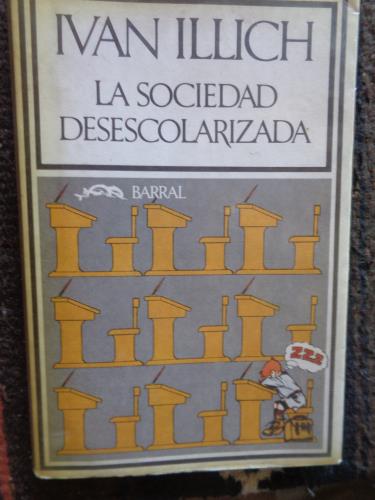 IVAN ILLICH
LA SOCIEDAD
DESESCOLARIZADA
BARRAL
ZZZ